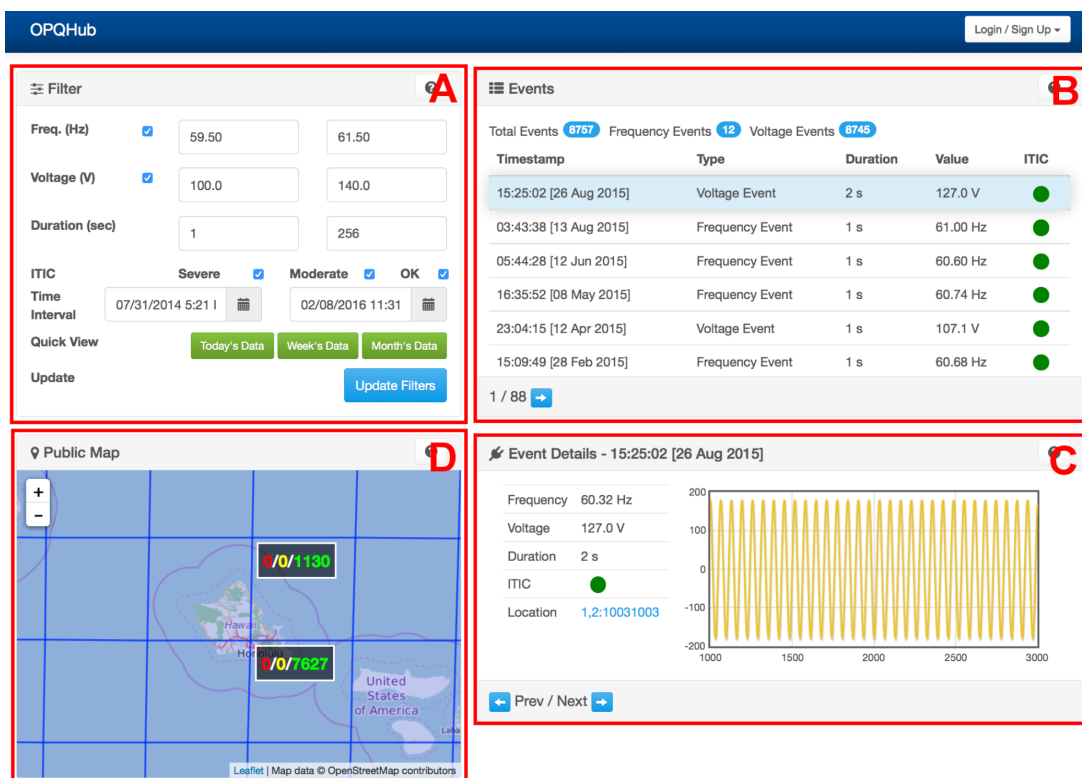 OPQHub
Login / Sign Up
A
Filter
Freq. (Hz) 59.50 61.50
Voltage (V) 100.0 140.0
Duration (sec) 1 256
ITIC Severe Moderate OK
Time Interval 07/31/2014 5:21 02/08/2016 11:31
Quick View Today's Data Week's Data Month's Data
Update Update Filters
B
Events
Total Events 8757 Frequency Events 12 Voltage Events 8745
Timestamp Type Duration Value ITIC
15:25:02 [26 Aug 2015] Voltage Event 2 s 127.0 V
03:43:38 [13 Aug 2015] Frequency Event 1 s 61.00 Hz
05:44:28 [12 Jun 2015] Frequency Event 1 s 60.60 Hz
16:35:52 [08 May 2015] Frequency Event 1 s 60.74 Hz
23:04:15 [12 Apr 2015] Voltage Event 1 s 107.1 V
15:09:49 [28 Feb 2015] Frequency Event 1 s 60.68 Hz
1 / 88
D
Public Map
+
-
0/0/1130
Hawaii
0/0/7627
United
States
of America
Leaflet | Map data © OpenStreetMap contributors
C
Event Details - 15:25:02 [26 Aug 2015]
Frequency 60.32 Hz
Voltage 127.0 V
Duration 2 s
ITIC
Location 1,2:10031003
200
100
0
-100
-200
1000 1500 2000 2500 3000
Prev / Next